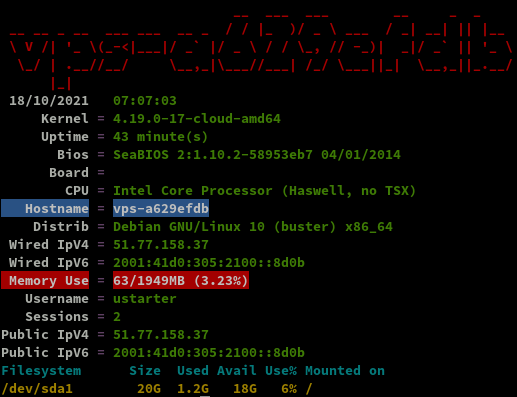 vps-a629efdb
18/10/2021 07:07:03
Kernel = 4.19.0-17-cloud-amd64
Uptime = 43 minute(s)
Bios = SeaBIOS 2:1.10.2-58953eb7 04/01/2014
Board =
CPU = Intel Core Processor (Haswell, no TSX)
Hostname = vps-a629efdb
Distrib = Debian GNU/Linux 10 (buster) x86_64
Wired IpV4 = 51.77.158.37
Wired IpV6 = 2001:41d0:305:2100::8d0b
Memory Use = 63/1949MB (3.23%)
Username = ustarter
Sessions = 2
Public IpV4 = 51.77.158.37
Public IpV6 = 2001:41d0:305:2100::8d0b
Filesystem Size Used Avail Use% Mounted on
/dev/sda1 20G 1.2G 18G 6% /